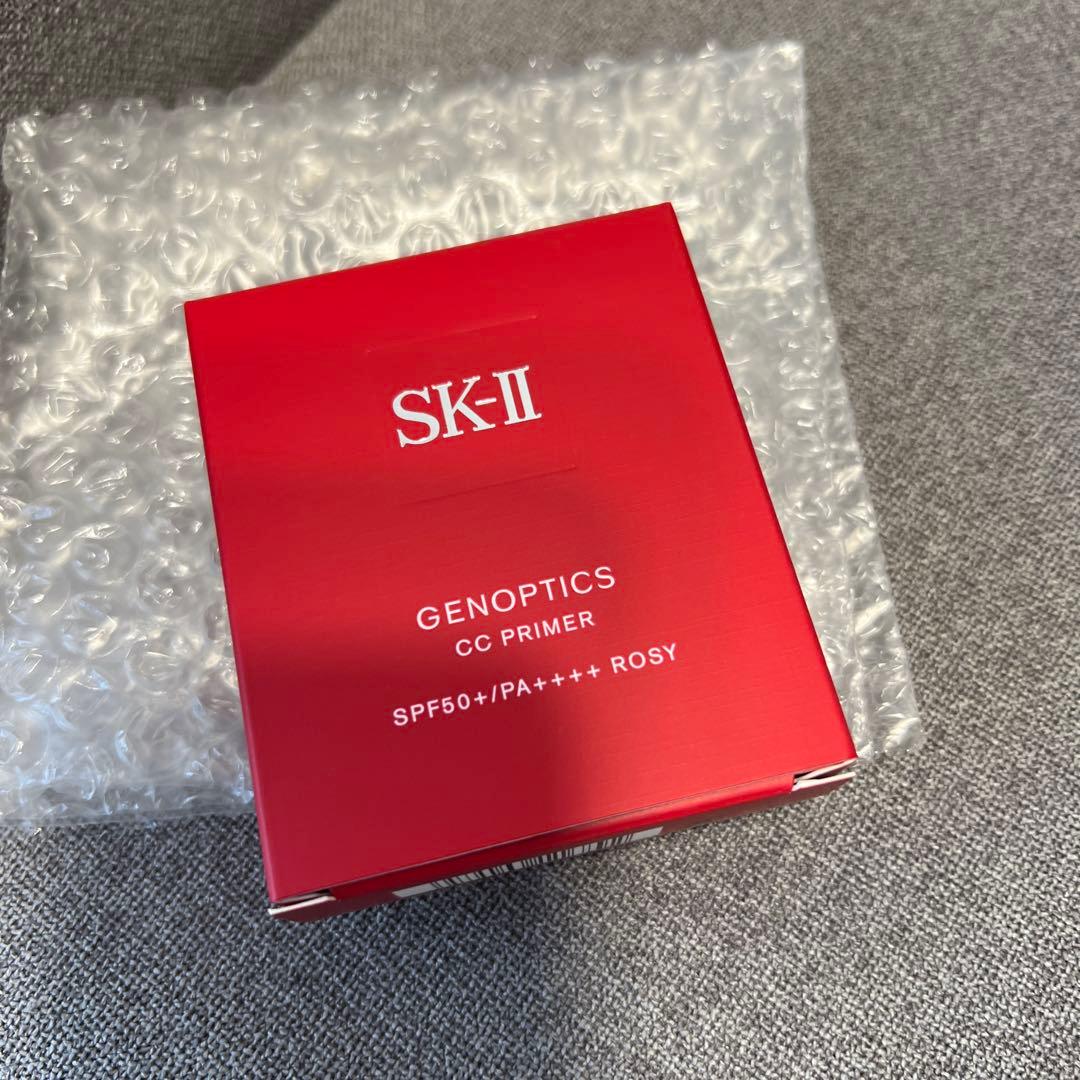 SK-II
GENOPTICS
CC PRIMER
SPF50+/PA++++ ROSY